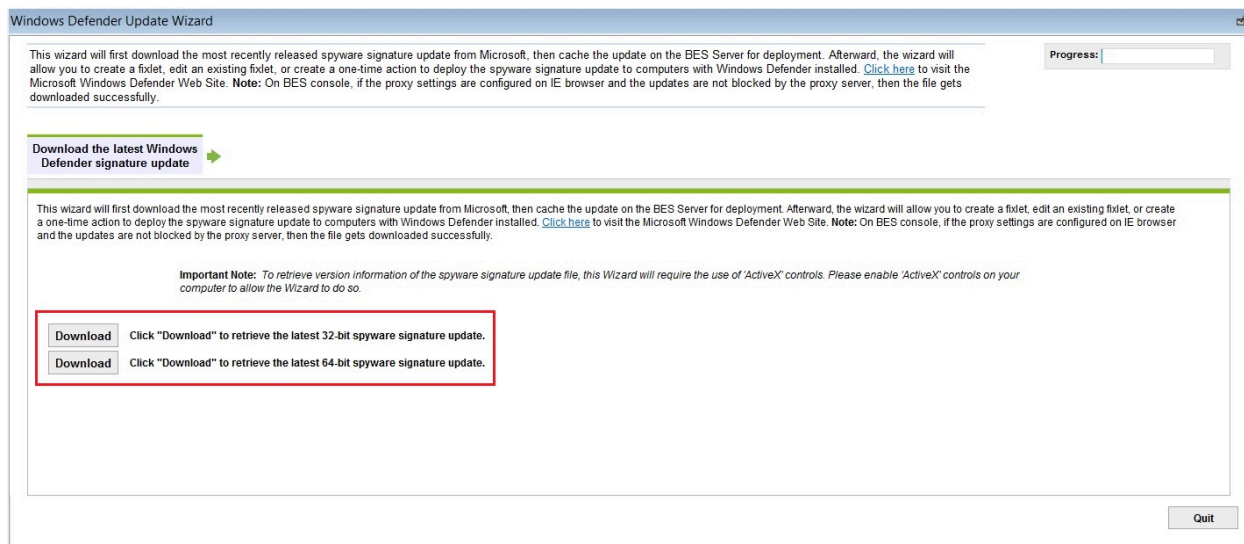 Windows Defender Update Wizard
This wizard will first download the most recently released spyware signature update from Microsoft, then cache the update on the BES Server for deployment. Afterward, the wizard will
allow you to create a fixlet, edit an existing fixlet, or create a one-time action to deploy the spyware signature update to computers with Windows Defender installed. Click here to visit the
Microsoft Windows Defender Web Site. Note: On BES console, if the proxy settings are configured on IE browser and the updates are not blocked by the proxy server, then the file gets
downloaded successfully.
Progress:
Download the latest Windows
Defender signature update
This wizard will first download the most recently released spyware signature update from Microsoft, then cache the update on the BES Server for deployment. Afterward, the wizard will allow you to create a fixlet, edit an existing fixlet, or create
a one-time action to deploy the spyware signature update to computers with Windows Defender installed. Click here to visit the Microsoft Windows Defender Web Site. Note: On BES console, if the proxy settings are configured on IE browser
and the updates are not blocked by the proxy server, then the file gets downloaded successfully.
Important Note: To retrieve version information of the spyware signature update file, this Wizard will require the use of 'ActiveX' controls. Please enable 'ActiveX' controls on your
computer to allow the Wizard to do so.
Download Click "Download" to retrieve the latest 32-bit spyware signature update.
Download Click "Download" to retrieve the latest 64-bit spyware signature update.
Quit